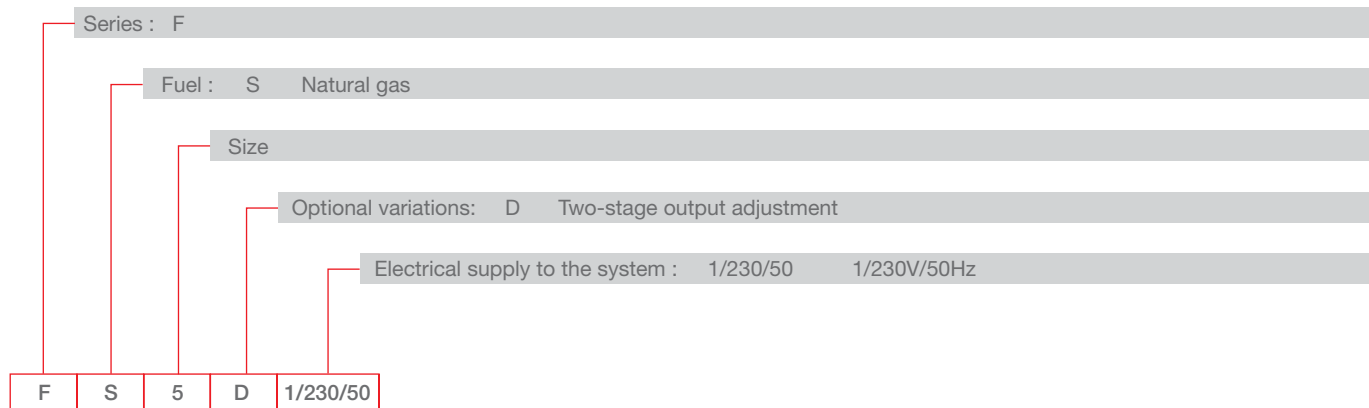 Series : F
Fuel : S Natural gas
Size
Optional variations: D Two-stage output adjustment
Electrical supply to the system : 1/230/50 1/230V/50Hz
F S 5 D 1/230/50